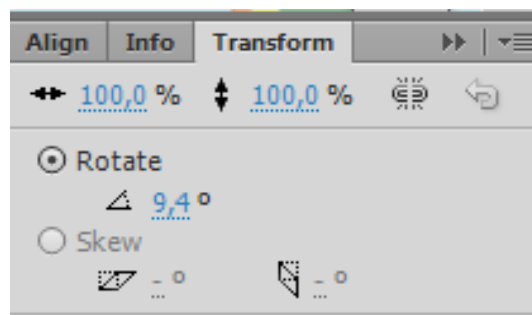 Align Info Transform
100,0 % 100,0 %
Rotate
9,4 º
Skew
- º - º